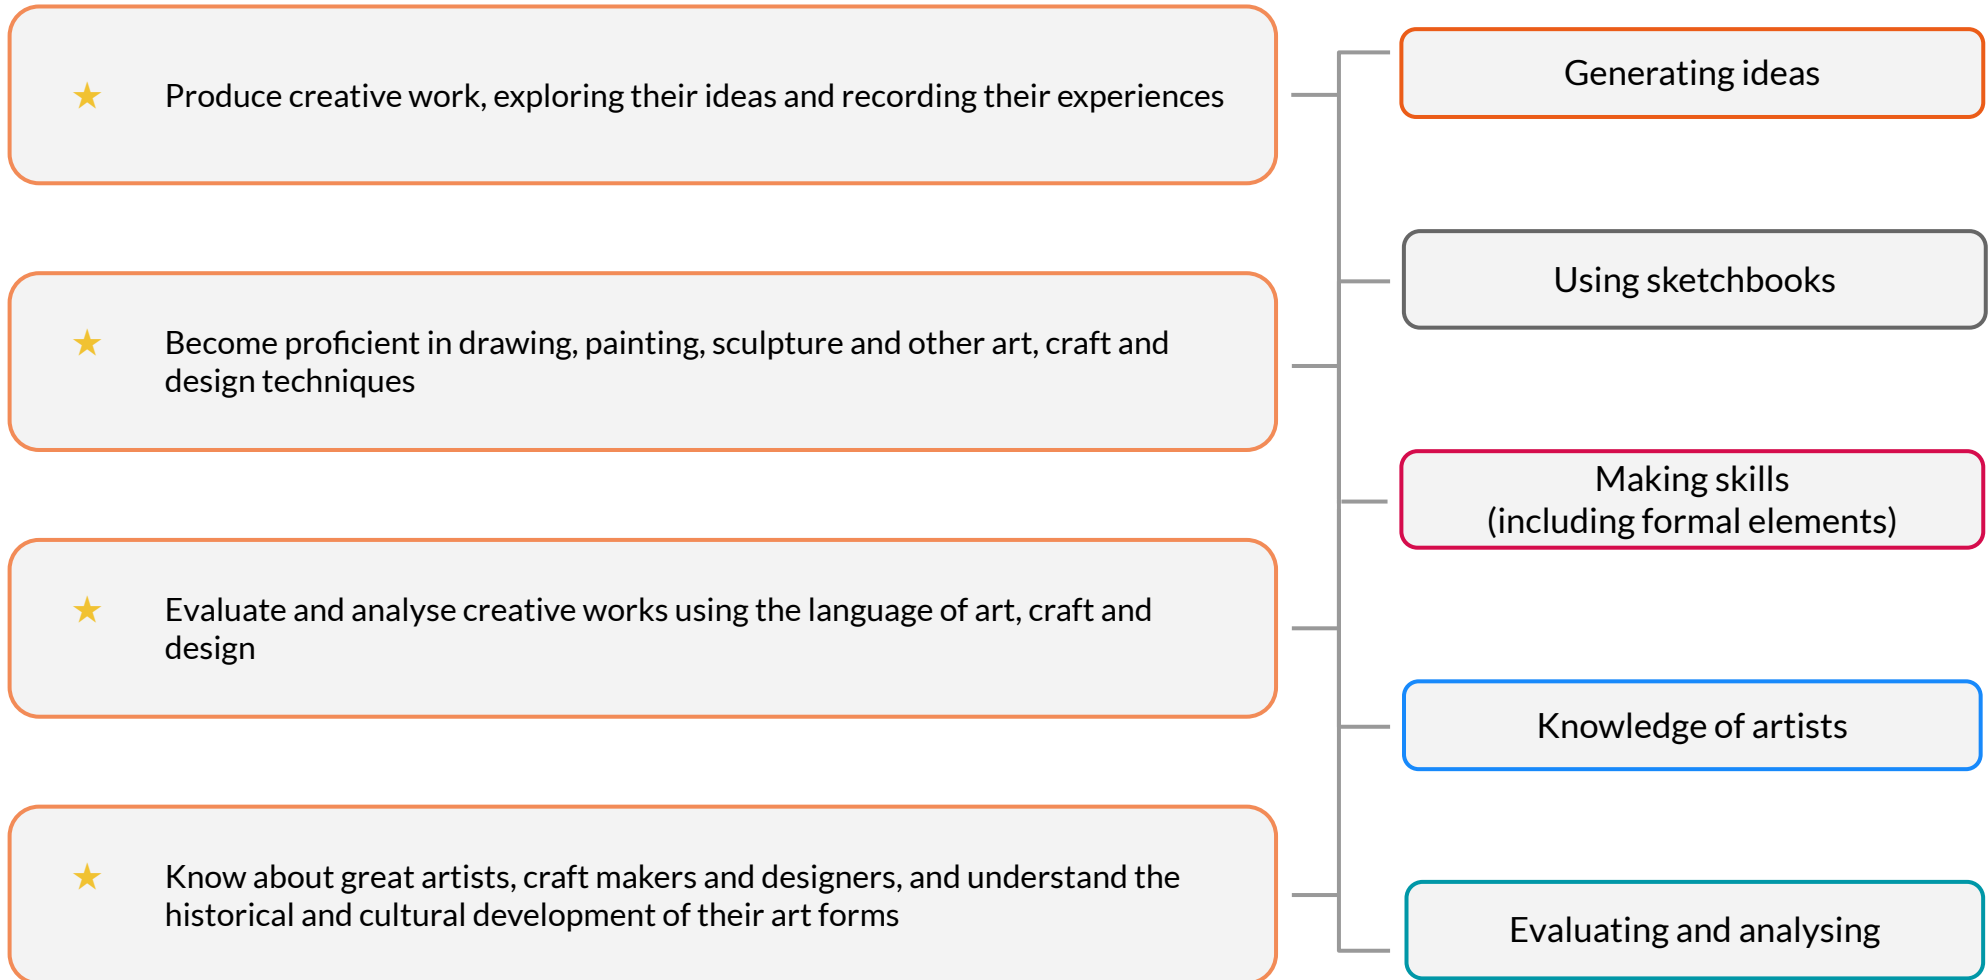 Produce creative work, exploring their ideas and recording their experiences
Become proficient in drawing, painting, sculpture and other art, craft and
design techniques
Evaluate and analyse creative works using the language of art, craft and
design
Know about great artists, craft makers and designers, and understand the
historical and cultural development of their art forms
Generating ideas
Using sketchbooks
Making skills
(including formal elements)
Knowledge of artists
Evaluating and analysing